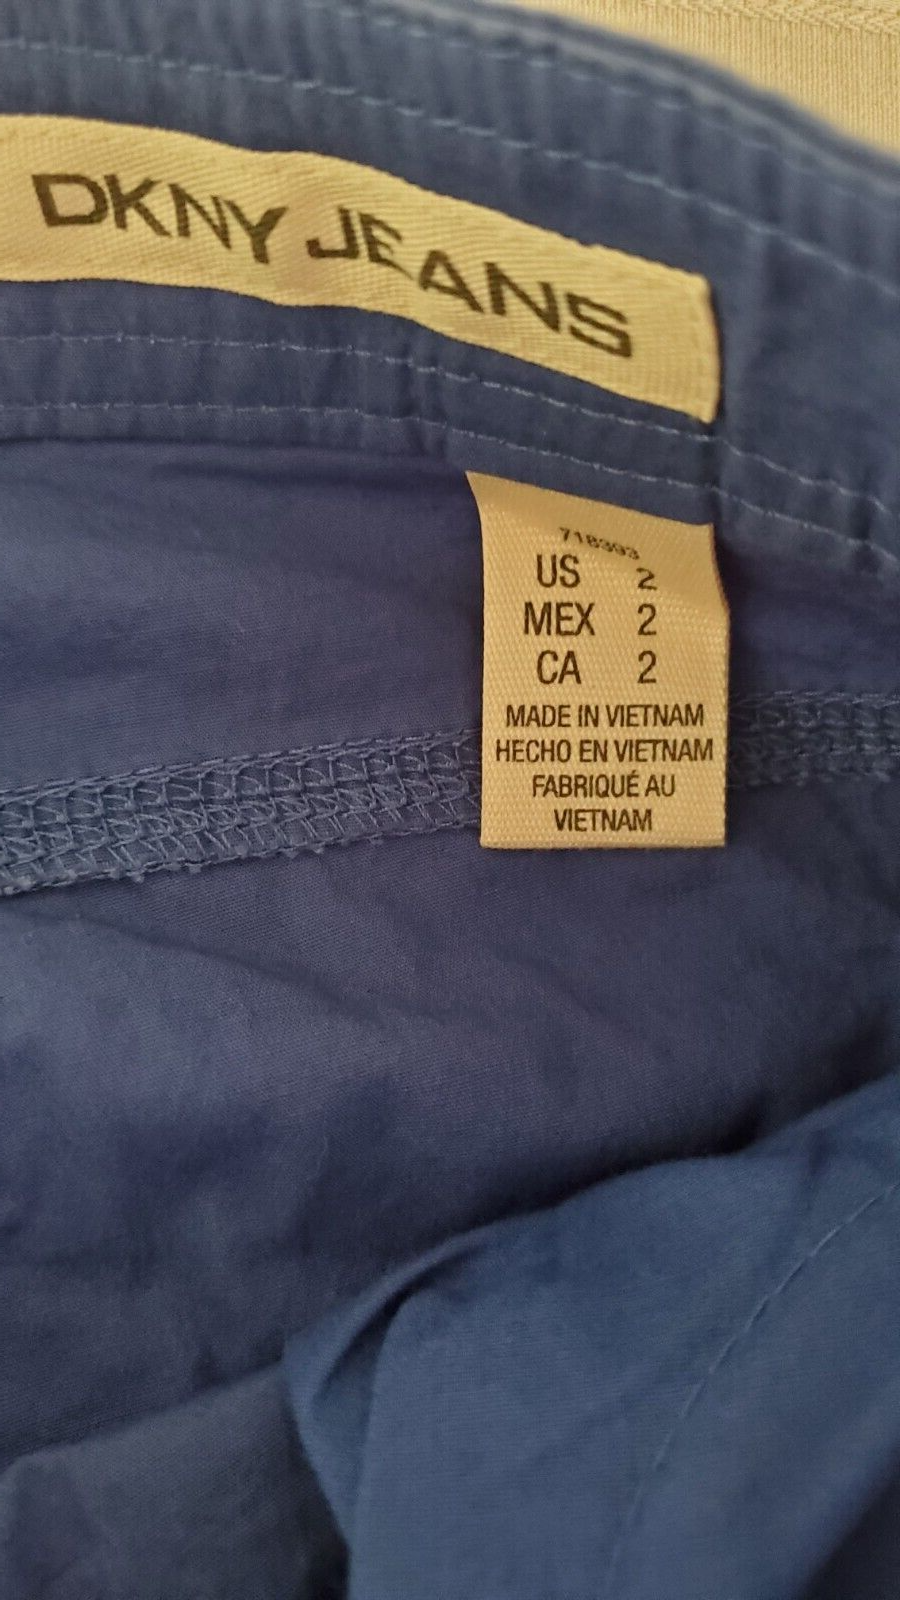 DKNY JEANS
718393
US 2
MEX 2
CA 2
MADE IN VIETNAM
HECHO EN VIETNAM
FABRIQUÉ AU
VIETNAM